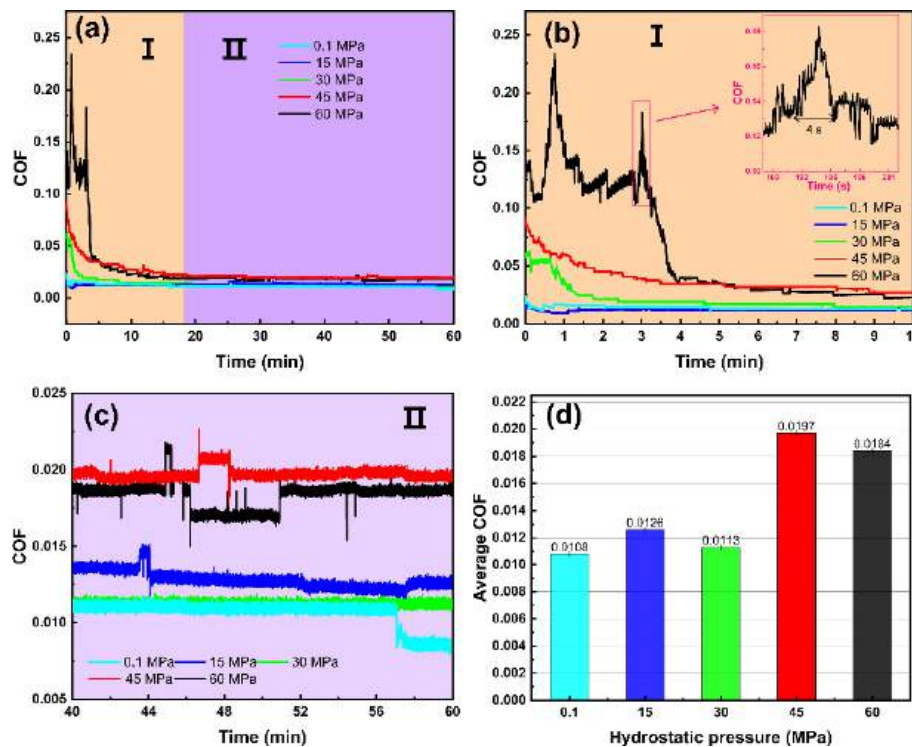 (a)
I
II
0.1 MPa
15 MPa
30 MPa
45 MPa
60 MPa
COF
0.25
0.20
0.15
0.10
0.05
0.00
0 10 20 30 40 50 60
Time (min)
(b)
I
COF
0.25
0.20
0.15
0.10
0.05
0.00
0 1 2 3 4 5 6 7 8 9
Time (min)
COF
4 s
Time (s)
0.1 MPa
15 MPa
30 MPa
45 MPa
60 MPa
(c)
II
COF
0.025
0.020
0.015
0.010
0.005
0.1 MPa 15 MPa 30 MPa
45 MPa 60 MPa
40 44 48 52 56 60
Time (min)
(d)
Average COF
0.022
0.020
0.018
0.016
0.014
0.012
0.010
0.008
0.006
0.004
0.002
0.000
0.0108
0.0126
0.0113
0.0197
0.0184
0.1 15 30 45 60
Hydrostatic pressure (MPa)